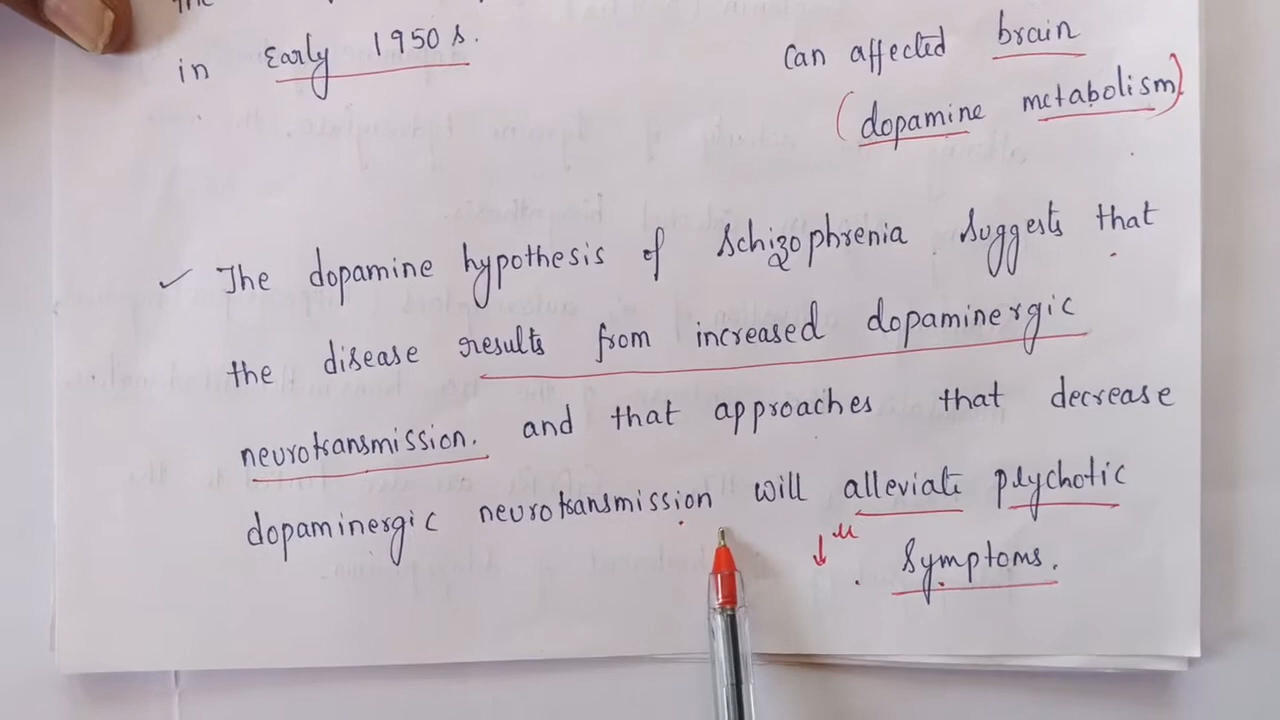 The
in Early 1950s.
can affected brain
(dopamine metabolism)
✓ The dopamine hypothesis of Schizophrenia suggests that
the disease results from increased dopaminergic
neurotransmission. and that approaches that decrease
dopaminergic neurotransmission will alleviate psychotic
↓
symptoms.